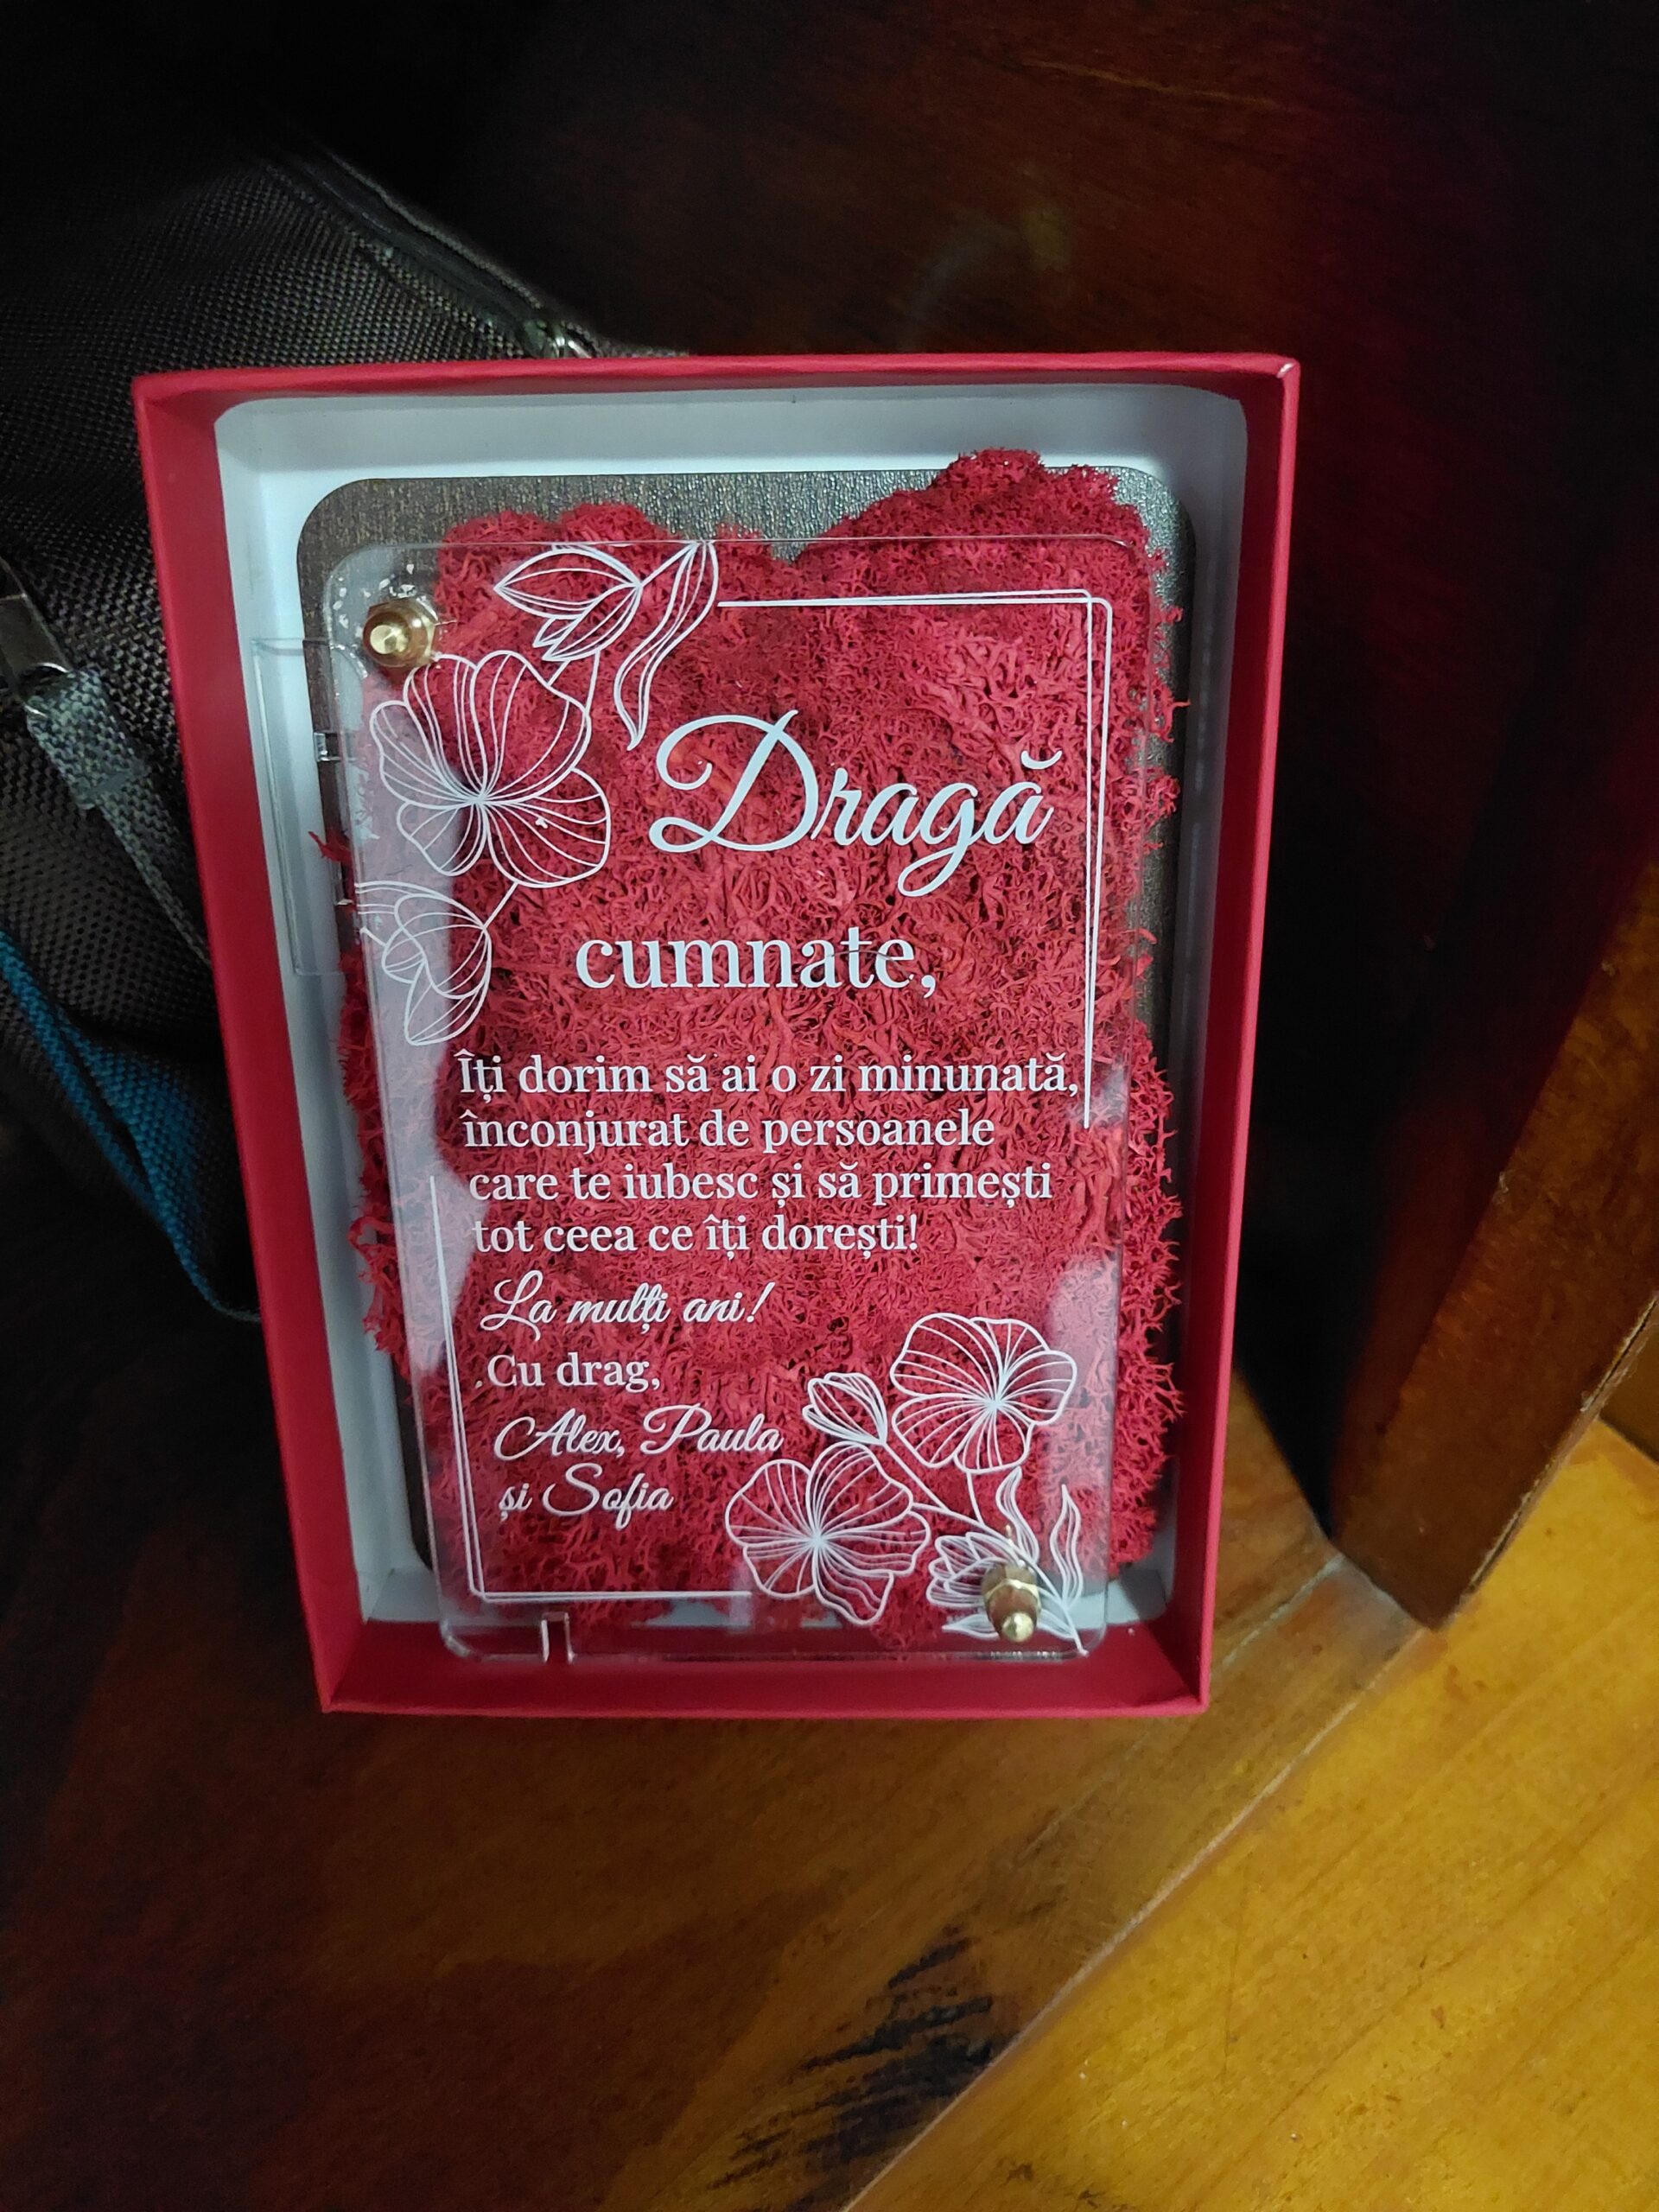 Dragă
cumnate,
Îți dorim să ai o zi minunată,
înconjurat de persoanele
care te iubesc și să primești
tot ceea ce îți dorești!
La mulți ani!
Cu drag,
Alex, Paula
și Sofia